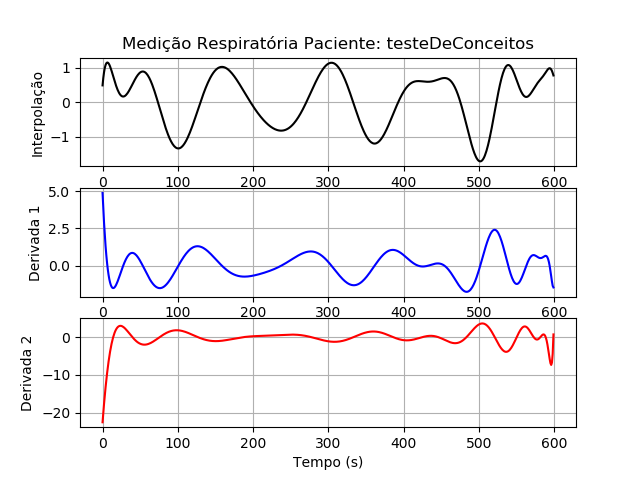 Medição Respiratória Paciente: testeDeConceitos
Interpolação
1
0
−1
0 100 200 300 400 500 600
Derivada 1
5.0
2.5
0.0
0 100 200 300 400 500 600
Derivada 2
0
−10
−20
0 100 200 300 400 500 600
Tempo (s)